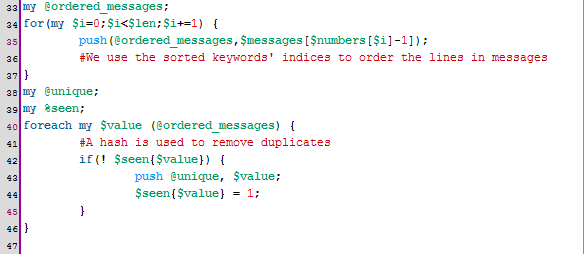 33 my @ordered_messages;
34 for(my $i=0;$i<$len;$i+=1) {
35 push(@ordered_messages,$messages[$numbers[$i]-1]);
36 #We use the sorted keywords' indices to order the lines in messages
37 }
38 my @unique;
39 my %seen;
40 foreach my $value (@ordered_messages) {
41 #A hash is used to remove duplicates
42 if(! $seen{$value}) {
43 push @unique, $value;
44 $seen{$value} = 1;
45 }
46 }
47